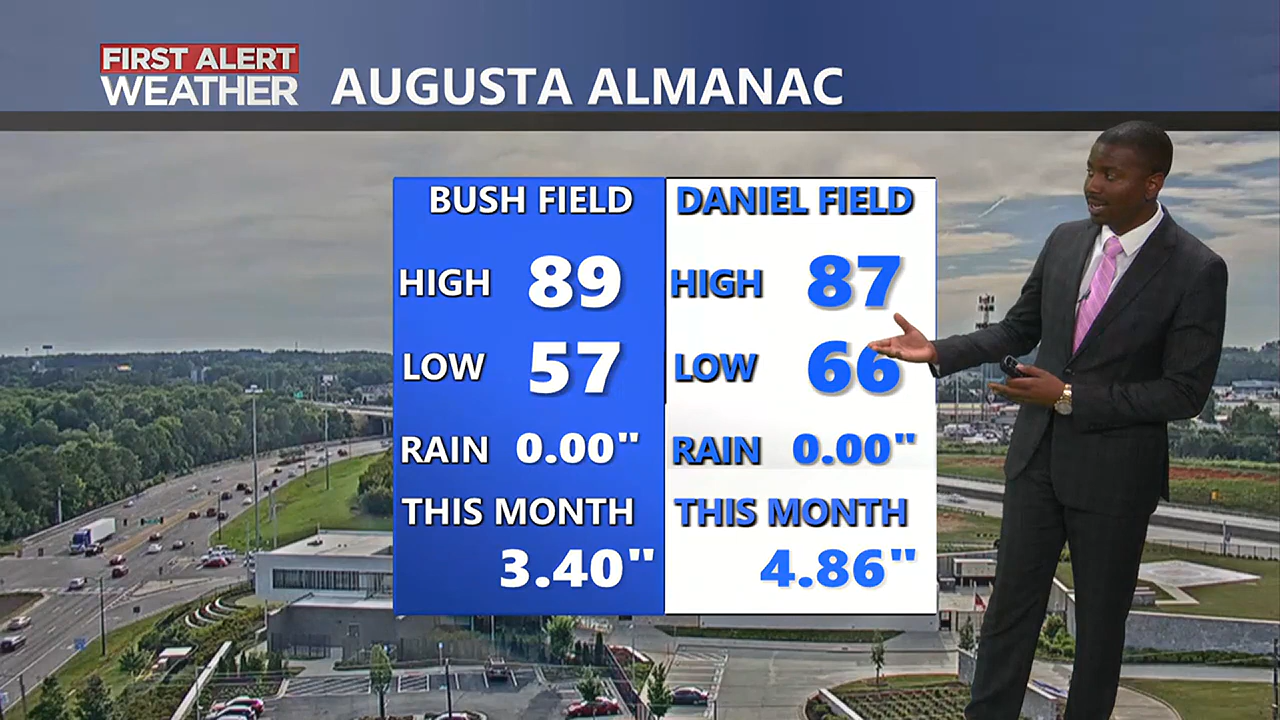 FIRST ALERT
WEATHER
AUGUSTA ALMANAC
BUSH FIELD
HIGH 89
LOW 57
RAIN 0.00"
THIS MONTH
3.40"
DANIEL FIELD
HIGH 87
LOW 66
RAIN 0.00"
THIS MONTH
4.86"